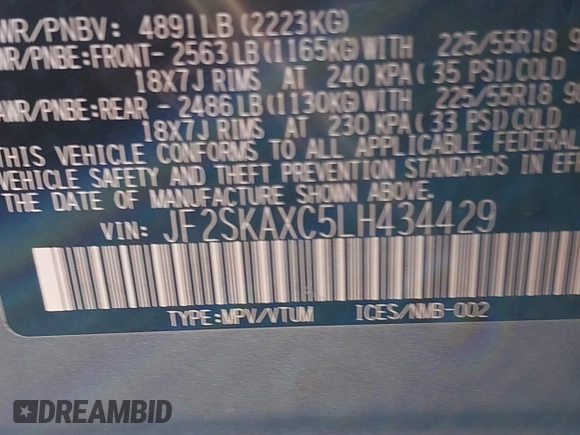 WR/PNBV: 4891LB(2223KG)
WR/PNBE:FRONT- 2563LB(1165KG)WITH 225/55R18 9
18X7J RIMS AT 240 KPA( 35 PSI)COLD
AWR/PNBE:REAR - 2486LB(1130KG)WITH 225/55R18 9
18X7J RIMS AT 230 KPA( 33 PSI)COLD
THIS VEHICLE CONFORMS TO ALL APPLICABLE FEDERAL
VEHICLE SAFETY AND THEFT PREVENTION STANDARDS IN EFF
THE DATE OF MANUFACTURE SHOWN ABOVE.
VIN: JF2SKAXC5LH434429
TYPE:MPV/VTUM ICES/NMB-002
DREAMBID